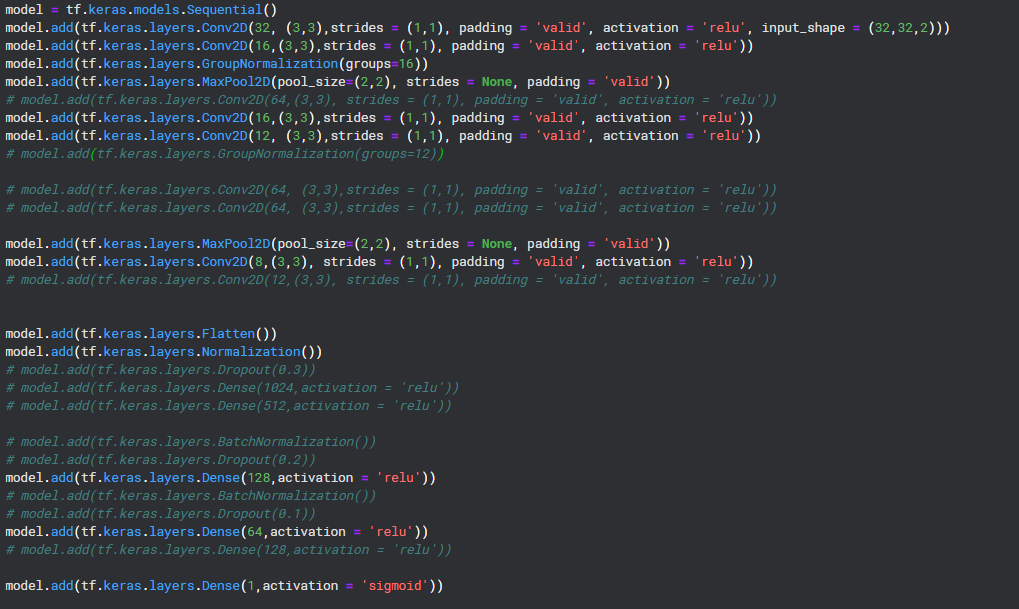 model = tf.keras.models.Sequential()
model.add(tf.keras.layers.Conv2D(32, (3,3),strides = (1,1), padding = 'valid', activation = 'relu', input_shape = (32,32,2)))
model.add(tf.keras.layers.Conv2D(16,(3,3),strides = (1,1), padding = 'valid', activation = 'relu'))
model.add(tf.keras.layers.GroupNormalization(groups=16))
model.add(tf.keras.layers.MaxPool2D(pool_size=(2,2), strides = None, padding = 'valid'))
# model.add(tf.keras.layers.Conv2D(64,(3,3), strides = (1,1), padding = 'valid', activation = 'relu'))
model.add(tf.keras.layers.Conv2D(16,(3,3),strides = (1,1), padding = 'valid', activation = 'relu'))
model.add(tf.keras.layers.Conv2D(12, (3,3),strides = (1,1), padding = 'valid', activation = 'relu'))
# model.add(tf.keras.layers.GroupNormalization(groups=12))
# model.add(tf.keras.layers.Conv2D(64, (3,3),strides = (1,1), padding = 'valid', activation = 'relu'))
# model.add(tf.keras.layers.Conv2D(64, (3,3),strides = (1,1), padding = 'valid', activation = 'relu'))
model.add(tf.keras.layers.MaxPool2D(pool_size=(2,2), strides = None, padding = 'valid'))
model.add(tf.keras.layers.Conv2D(8,(3,3), strides = (1,1), padding = 'valid', activation = 'relu'))
# model.add(tf.keras.layers.Conv2D(12,(3,3), strides = (1,1), padding = 'valid', activation = 'relu'))
model.add(tf.keras.layers.Flatten())
model.add(tf.keras.layers.Normalization())
# model.add(tf.keras.layers.Dropout(0.3))
# model.add(tf.keras.layers.Dense(1024,activation = 'relu'))
# model.add(tf.keras.layers.Dense(512,activation = 'relu'))
# model.add(tf.keras.layers.BatchNormalization())
# model.add(tf.keras.layers.Dropout(0.2))
model.add(tf.keras.layers.Dense(128,activation = 'relu'))
# model.add(tf.keras.layers.BatchNormalization())
# model.add(tf.keras.layers.Dropout(0.1))
model.add(tf.keras.layers.Dense(64,activation = 'relu'))
# model.add(tf.keras.layers.Dense(128,activation = 'relu'))
model.add(tf.keras.layers.Dense(1,activation = 'sigmoid'))